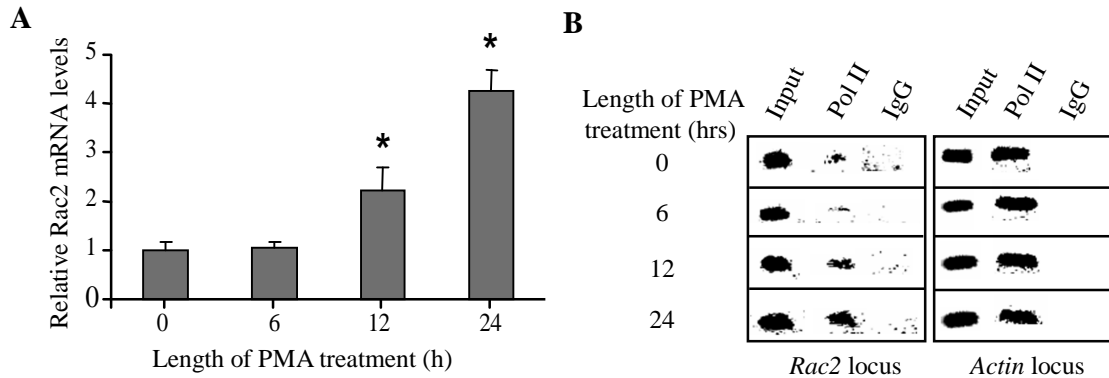 A
Relative Rac2 mRNA levels
5
4
3
2
1
0
*
*
0 6 12 24
Length of PMA treatment (h)
B
Length of PMA
treatment (hrs)
Input Pol II IgG
Input Pol II IgG
0
6
12
24
Rac2 locus
Actin locus